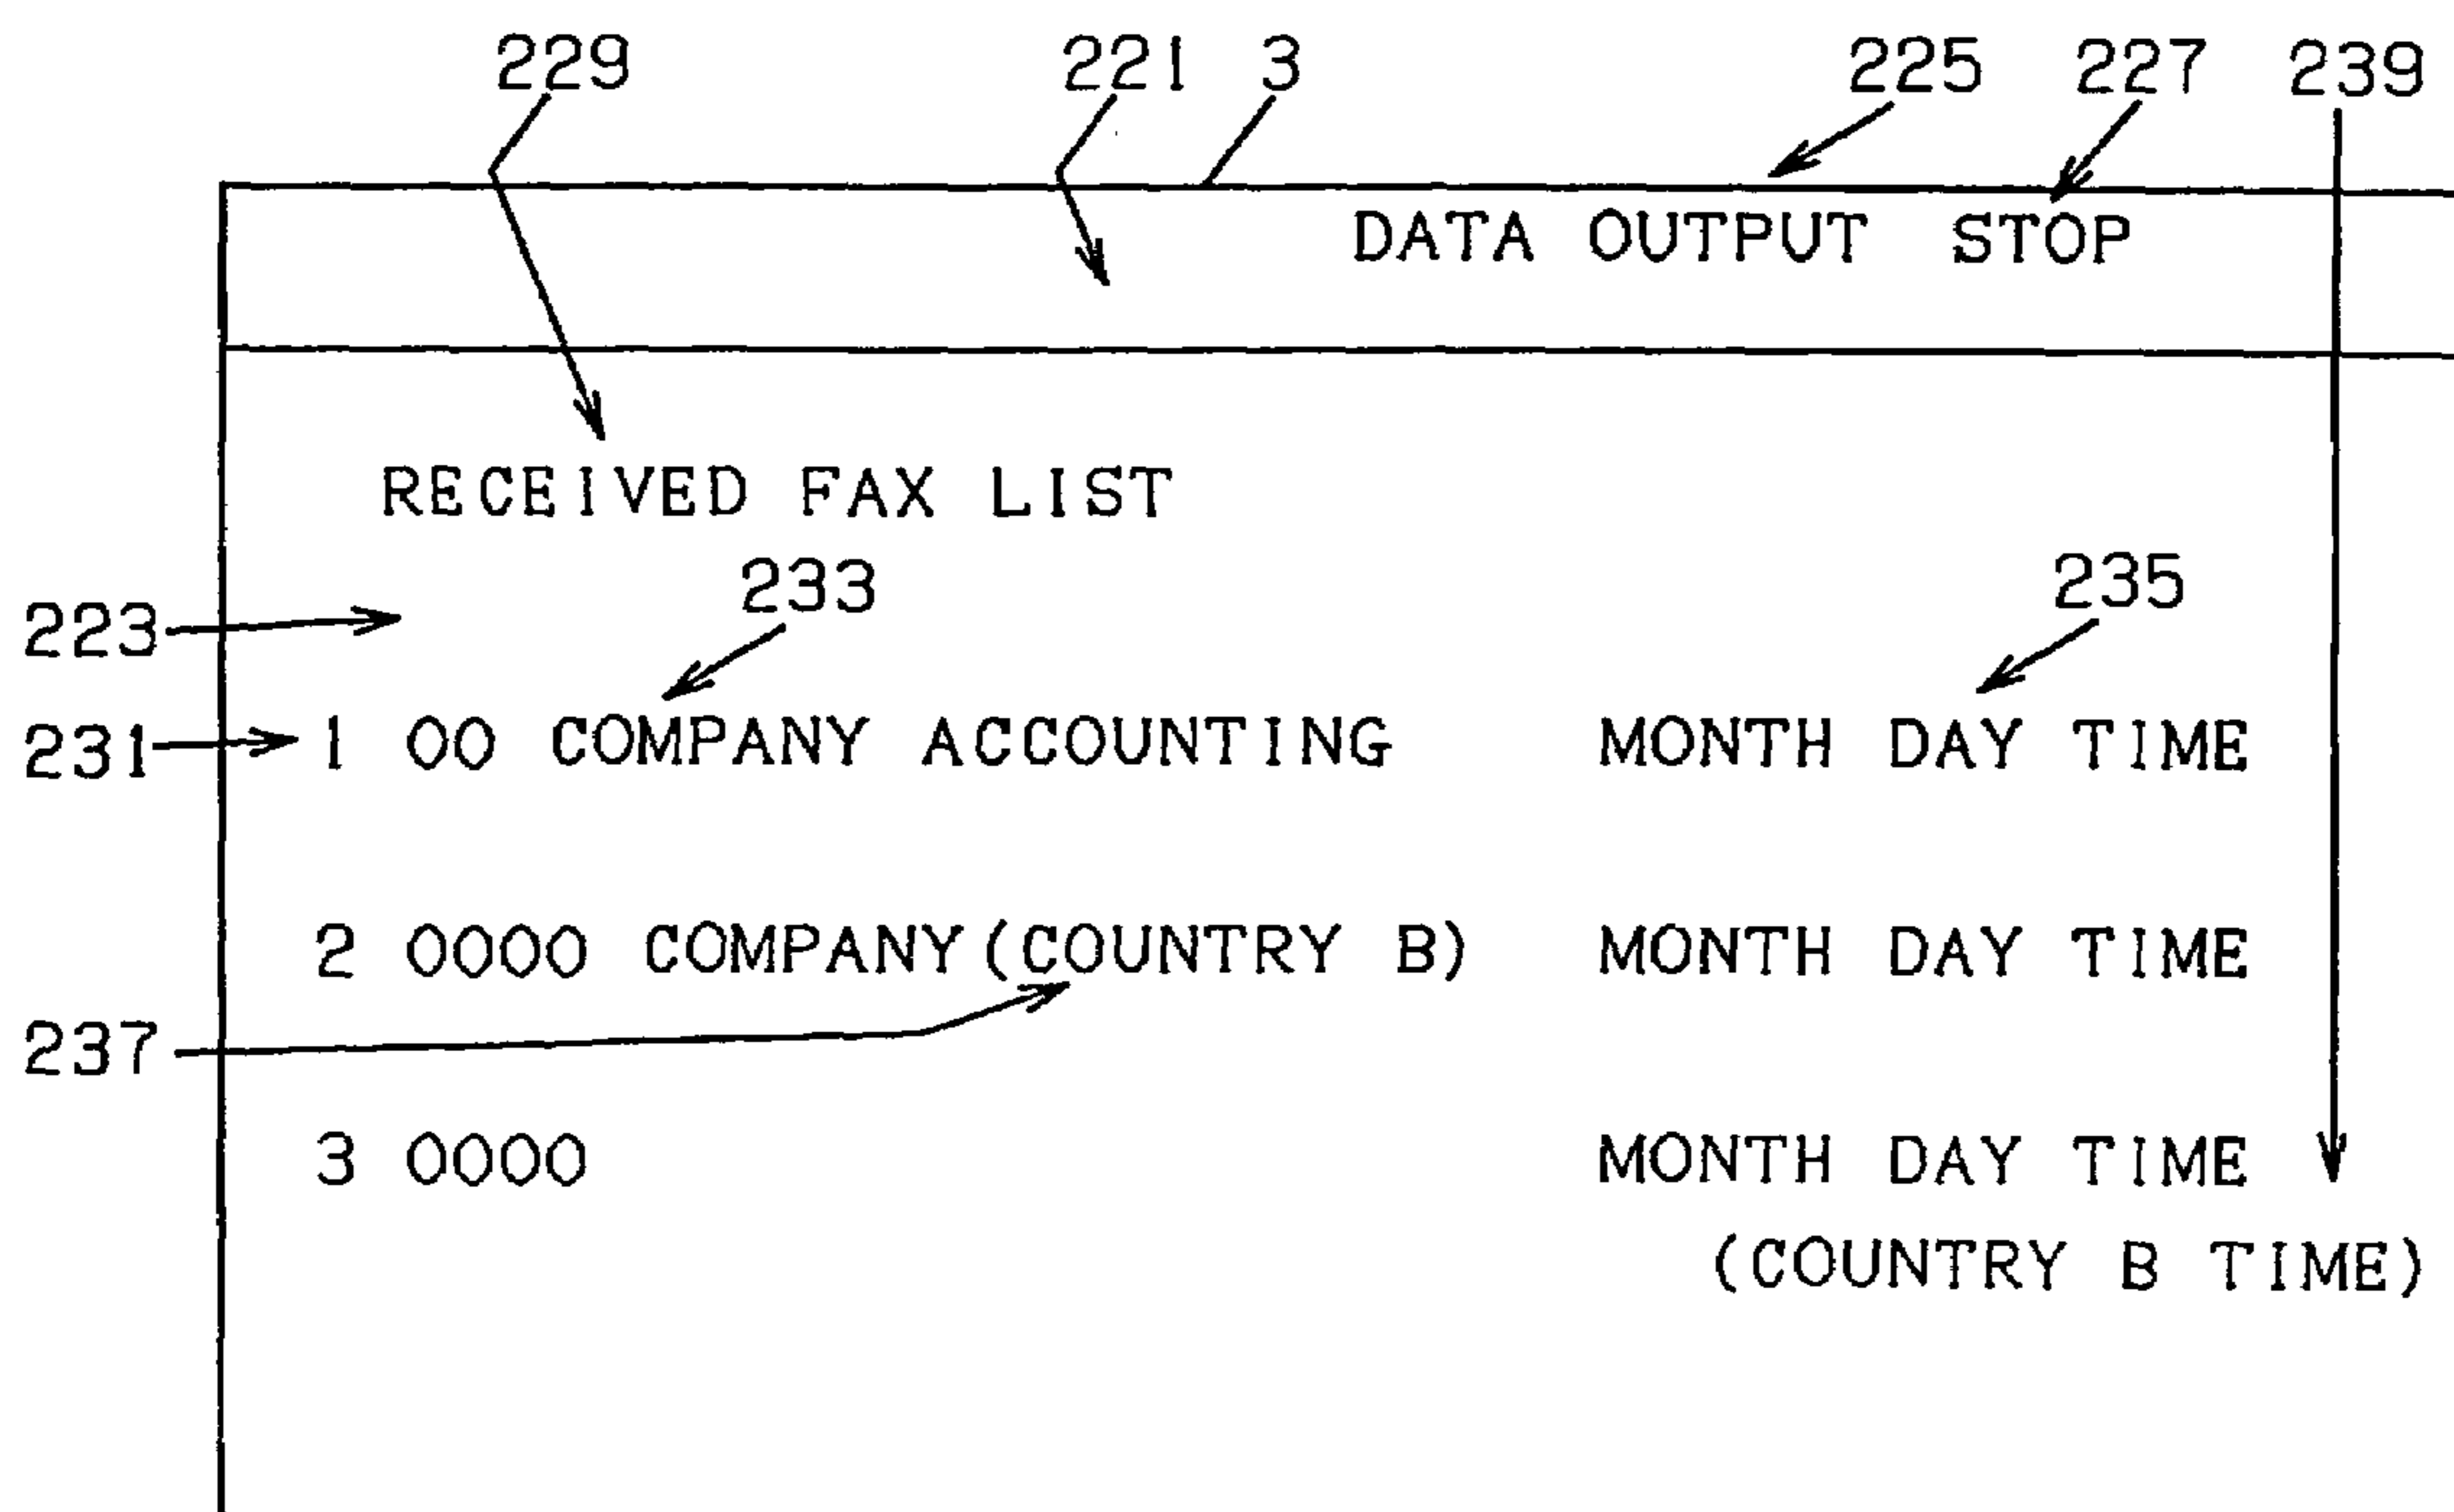 229 221 3 225 227 239
DATA OUTPUT STOP
RECEIVED FAX LIST
233 235
223
231 1 00 COMPANY ACCOUNTING MONTH DAY TIME
2 0000 COMPANY(COUNTRY B) MONTH DAY TIME
237
3 0000 MONTH DAY TIME
(COUNTRY B TIME)